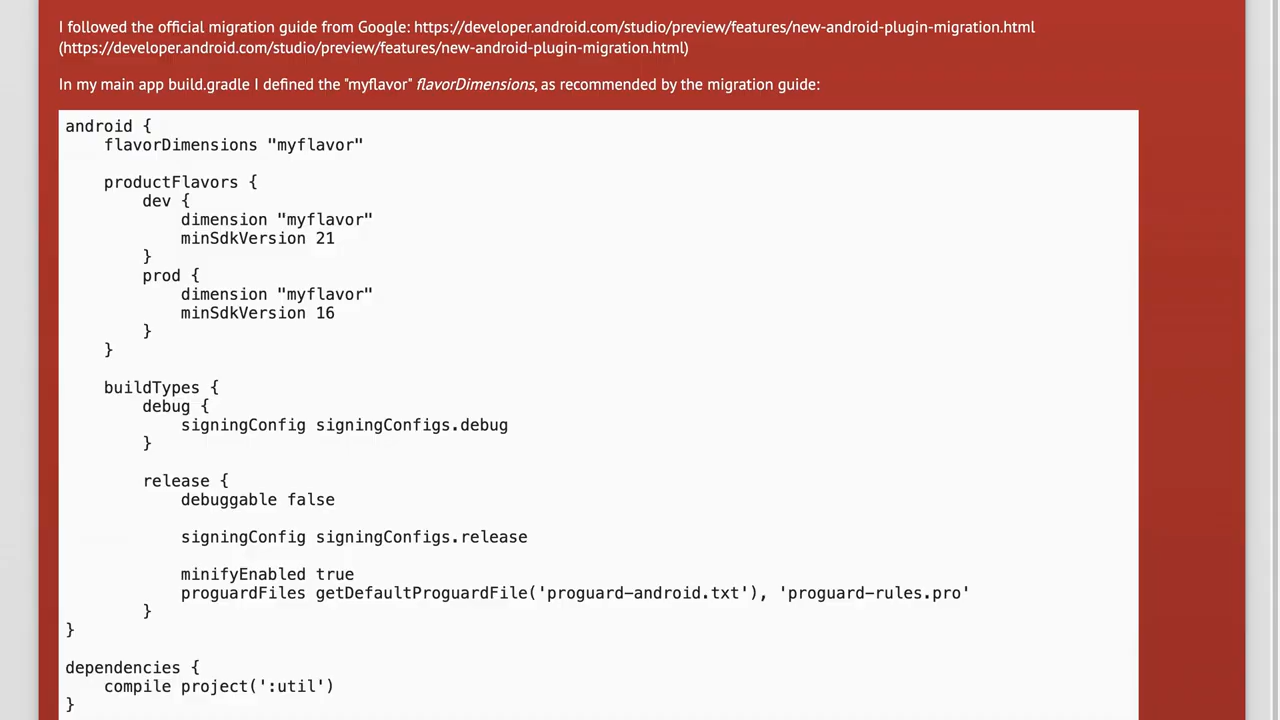 I followed the official migration guide from Google: https://developer.android.com/studio/preview/features/new-android-plugin-migration.html
(https://developer.android.com/studio/preview/features/new-android-plugin-migration.html)
In my main app build.gradle I defined the "myflavor" flavorDimensions, as recommended by the migration guide:
android {
    flavorDimensions "myflavor"

    productFlavors {
        dev {
            dimension "myflavor"
            minSdkVersion 21
        }
        prod {
            dimension "myflavor"
            minSdkVersion 16
        }
    }

    buildTypes {
        debug {
            signingConfig signingConfigs.debug
        }

        release {
            debuggable false

            signingConfig signingConfigs.release

            minifyEnabled true
            proguardFiles getDefaultProguardFile('proguard-android.txt'), 'proguard-rules.pro'
        }
}

dependencies {
    compile project(':util')
}